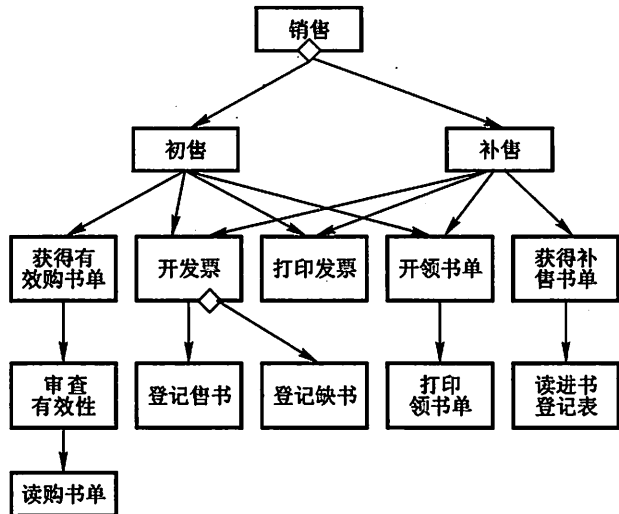 销售
初售
补售
获得有
效购书单
开发票
打印发票
开领书单
获得补
售书单
审查
有效性
登记售书
登记缺书
打印
领书单
读进书
登记表
读购书单